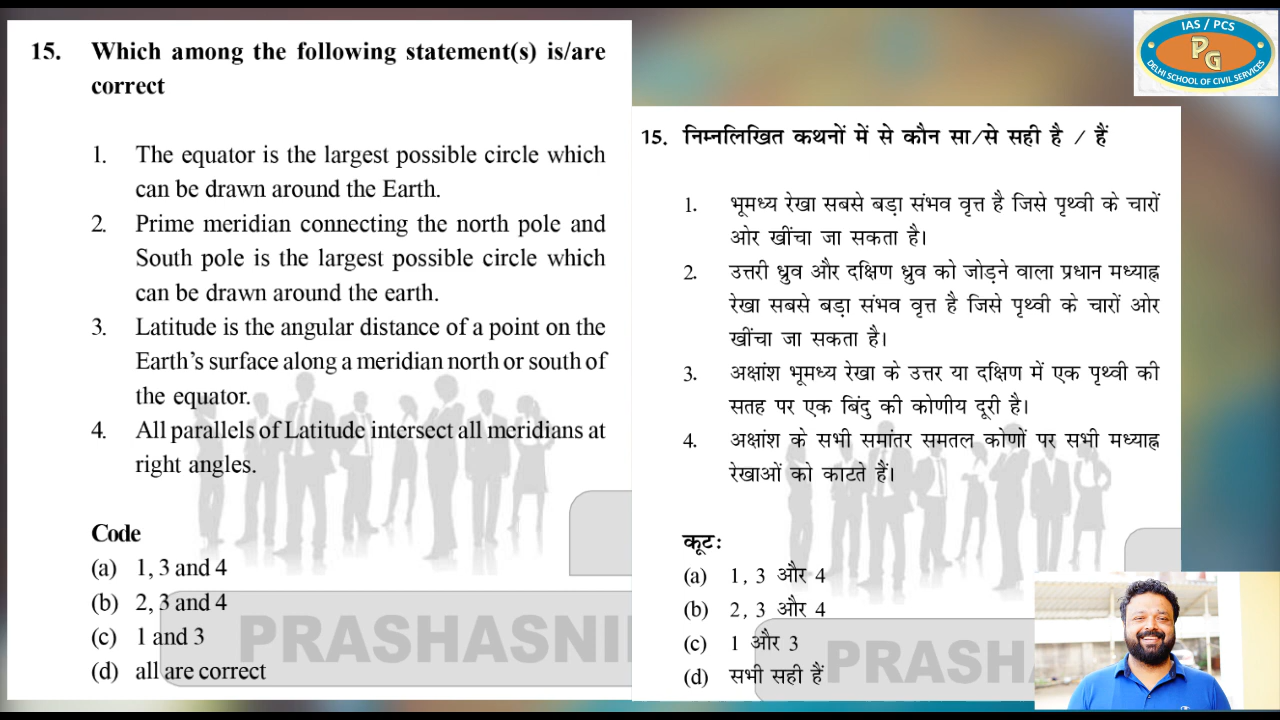 15. Which among the following statement(s) is/are
correct
1. The equator is the largest possible circle which
can be drawn around the Earth.
2. Prime meridian connecting the north pole and
South pole is the largest possible circle which
can be drawn around the earth.
3. Latitude is the angular distance of a point on the
Earth's surface along a meridian north or south of
the equator.
4. All parallels of Latitude intersect all meridians at
right angles.
Code
(a) 1, 3 and 4
(b) 2, 3 and 4
(c) 1 and 3
(d) all are correct
PRASHASNI
15. निम्नलिखित कथनों में से कौन सा/से सही है / हैं
1. भूमध्य रेखा सबसे बड़ा संभव वृत्त है जिसे पृथ्वी के चारों
ओर खींचा जा सकता है।
2. उत्तरी ध्रुव और दक्षिण ध्रुव को जोड़ने वाला प्रधान मध्याह्न
रेखा सबसे बड़ा संभव वृत्त है जिसे पृथ्वी के चारों ओर
खींचा जा सकता है।
3. अक्षांश भूमध्य रेखा के उत्तर या दक्षिण में एक पृथ्वी की
सतह पर एक बिंदु की कोणीय दूरी है।
4. अक्षांश के सभी समांतर समतल कोणों पर सभी मध्याह्न
रेखाओं को काटते हैं।
कूटः
(a) 1, 3 और 4
(b) 2, 3 और 4
(c) 1 और 3
(d) सभी सही हैं
PRASHA
IAS / PCS
PG
DELHI SCHOOL OF CIVIL SERVICES